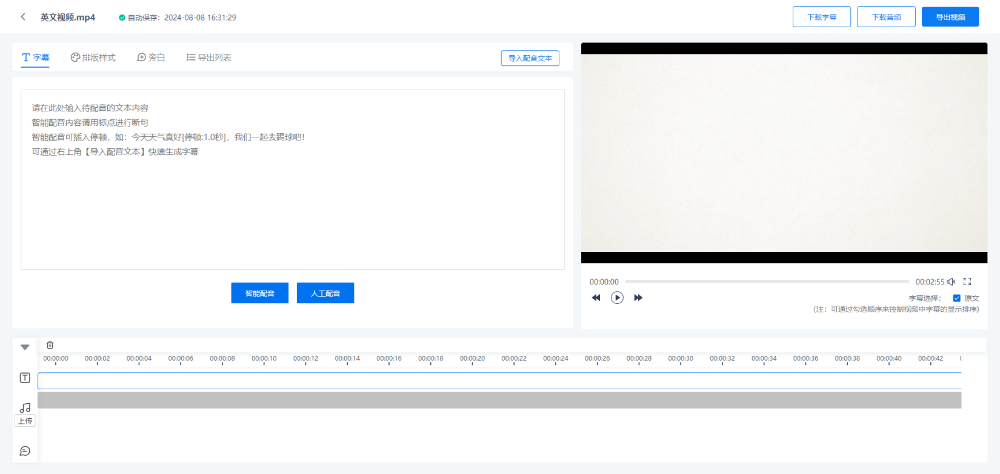 英文视频.mp4
自动保存：2024-08-08 16:31:29
下载字幕
下载音频
导出视频
字幕
排版样式
旁白
导出列表
导入配音文本
请在此处输入待配音的文本内容
智能配音内容请用标点进行断句
智能配音可插入停顿，如：今天天气真好[停顿:1.0秒]，我们一起去踢球吧！
可通过右上角【导入配音文本】快速生成字幕
智能配音
人工配音
00:00:00
00:02:55
字幕选择：
原文
(注：可通过勾选顺序来控制视频中字幕的显示排序)
00:00:00 00:00:02 00:00:04 00:00:06 00:00:08 00:00:10 00:00:12 00:00:14 00:00:16 00:00:18 00:00:20 00:00:22 00:00:24 00:00:26 00:00:28 00:00:30 00:00:32 00:00:34 00:00:36 00:00:38 00:00:40 00:00:42
上传